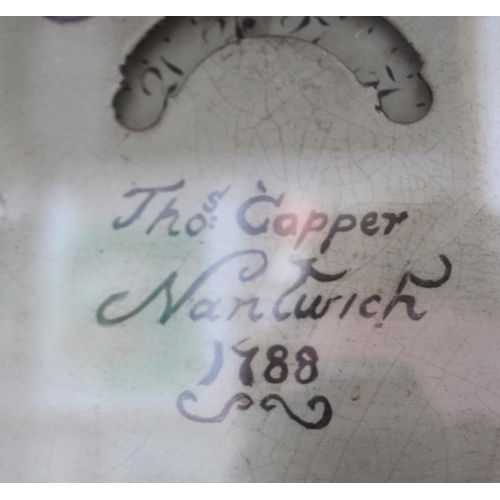 Thos. Capper
Nantwich
1788